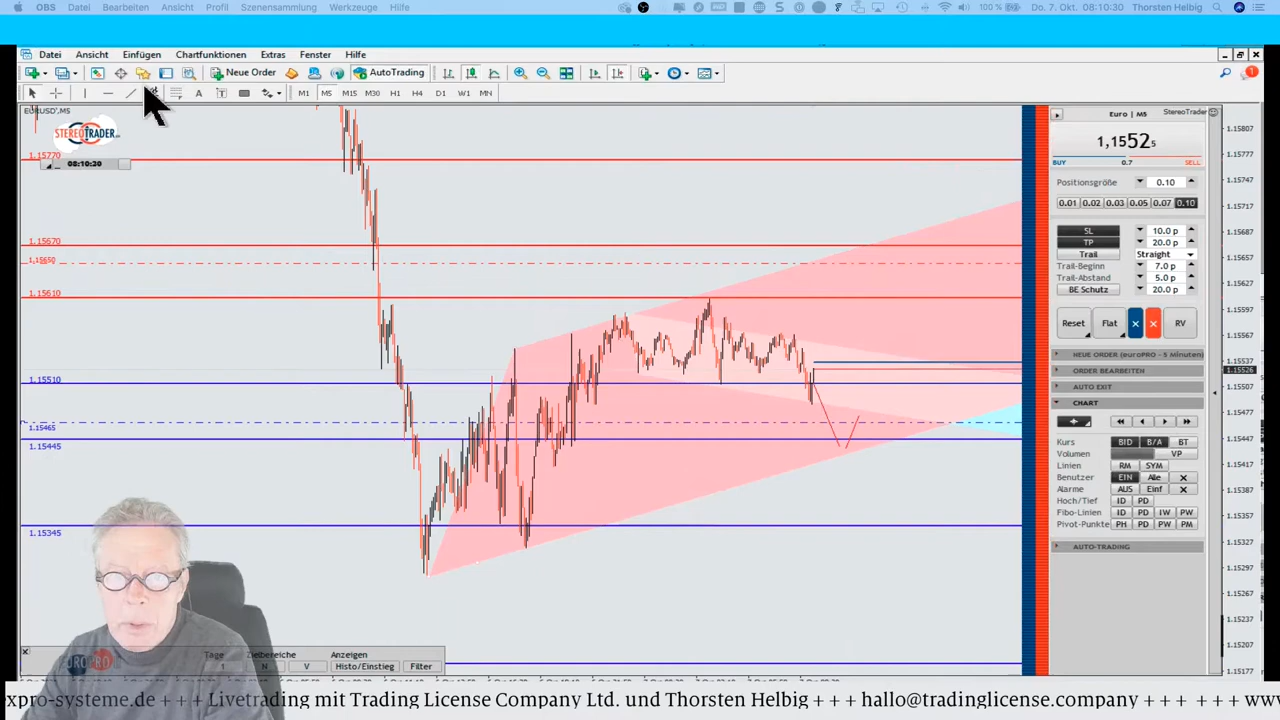 OBS Datei Bearbeiten Ansicht Profil Szenensammlung Werkzeuge Hilfe 100 % Do. 7. Okt. 08:10:30 Thorsten Helbig
Datei Ansicht Einfügen Chartfunktionen Extras Fenster Hilfe
Neue Order AutoTrading 1
A T M1 M5 M15 M30 H1 H4 D1 W1 MN
STEREOTRADER
08:10:20
1.15770
1.15670
1.15650
1.15610
1.15510
1.15465
1.15445
1.15345
Euro | M5 StereoTrader
1,15525
BUY 0.7 SELL
Positionsgröße 0.10
0.01 0.02 0.03 0.05 0.07 0.10
SL 10.0 p
TP 20.0 p
Trail Straight
Trail-Beginn 7.0 p
Trail-Abstand 5.0 p
BE Schutz 20.0 p
Reset Flat × × RV
NEUE ORDER (euroPRO - 5 Minuten)
ORDER BEARBEITEN
AUTO EXIT
CHART
Kurs BID B/A BT
Volumen VP
Linien RM SYM
Benutzer EIN Alle ×
Alarme AUS Einf ×
Hoch/Tief ID PD
Fibo-Linien ID PD IW PW
Pivot-Punkte PH PD PW PM
AUTO-TRADING
1.15807
1.15777
1.15747
1.15717
1.15687
1.15657
1.15627
1.15597
1.15567
1.15537
1.15526
1.15507
1.15477
1.15447
1.15417
1.15387
1.15357
1.15327
1.15297
1.15267
1.15237
1.15207
1.15177
Tage Zielbereiche Anzeigen
1 N V Histo/Einstieg Filter
UROPRO
expro-systeme.de +++ Livetrading mit Trading License Company Ltd. und Thorsten Helbig +++ hallo@tradinglicense.company +++ +++ www